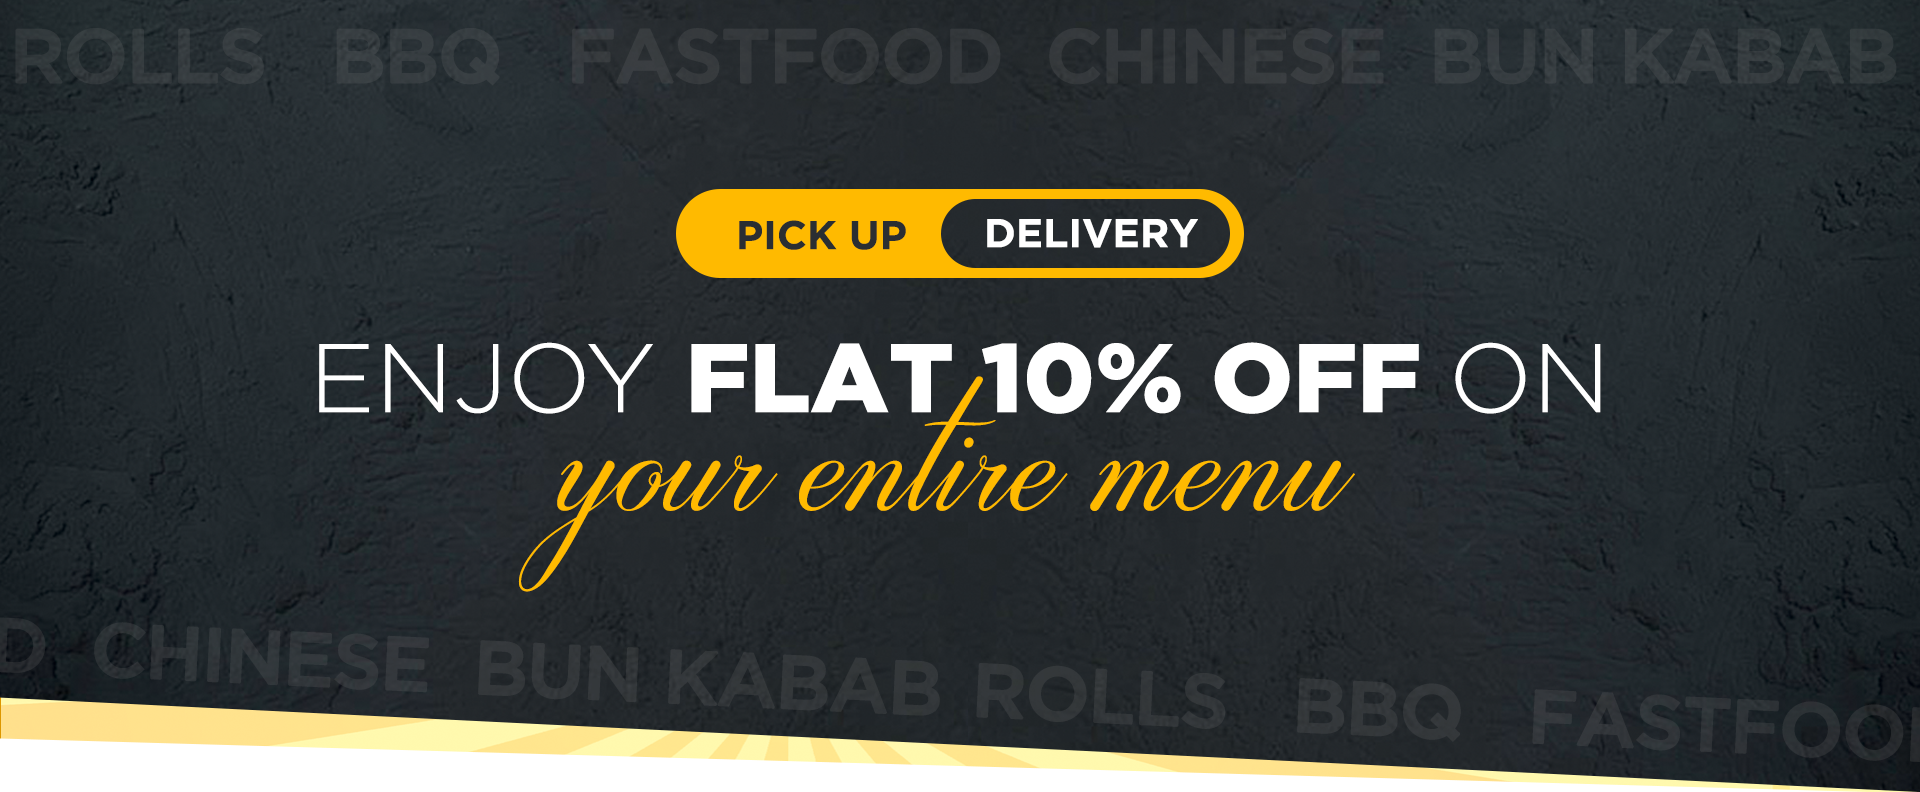 ROLLS BBQ FASTFOOD CHINESE BUN KABAB
PICK UP DELIVERY
ENJOY FLAT 10% OFF ON
your entire menu
CHINESE BUN KABAB ROLLS BBQ FASTFOO